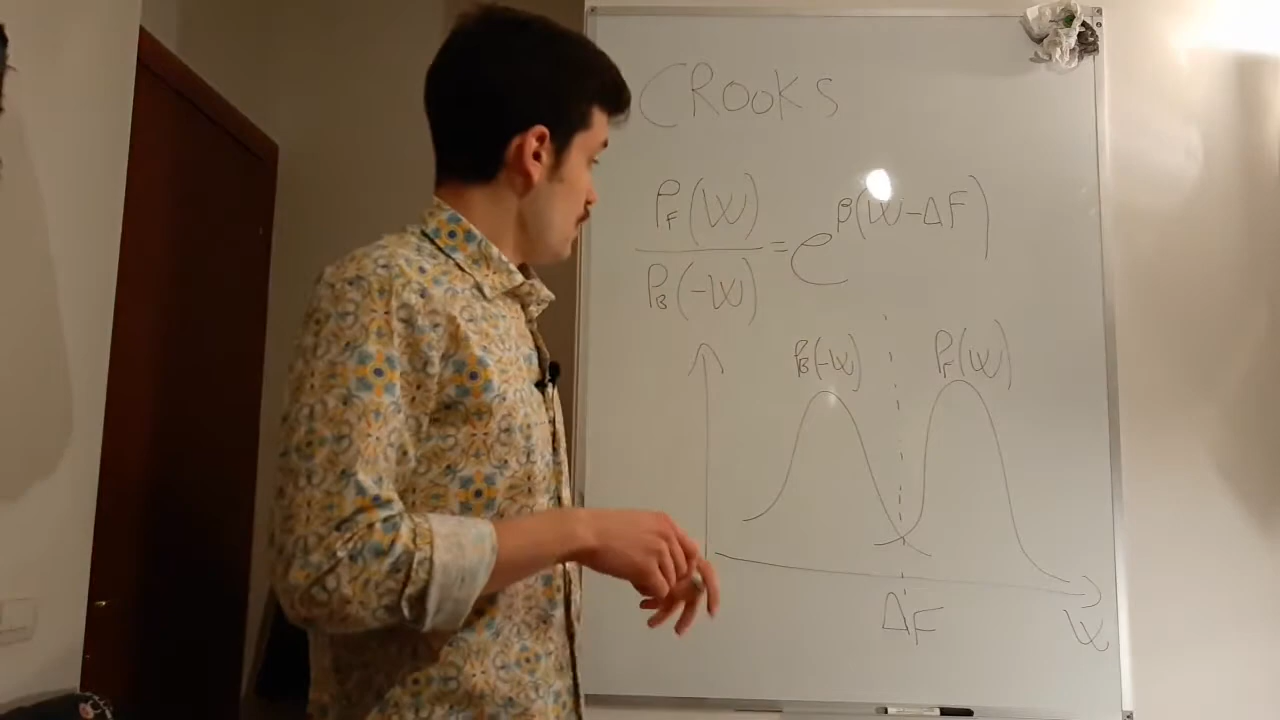 CROOKS
P_F(W)
P_B(-W)
= e^β(W-ΔF)
P_B(-W)
P_F(W)
ΔF
W